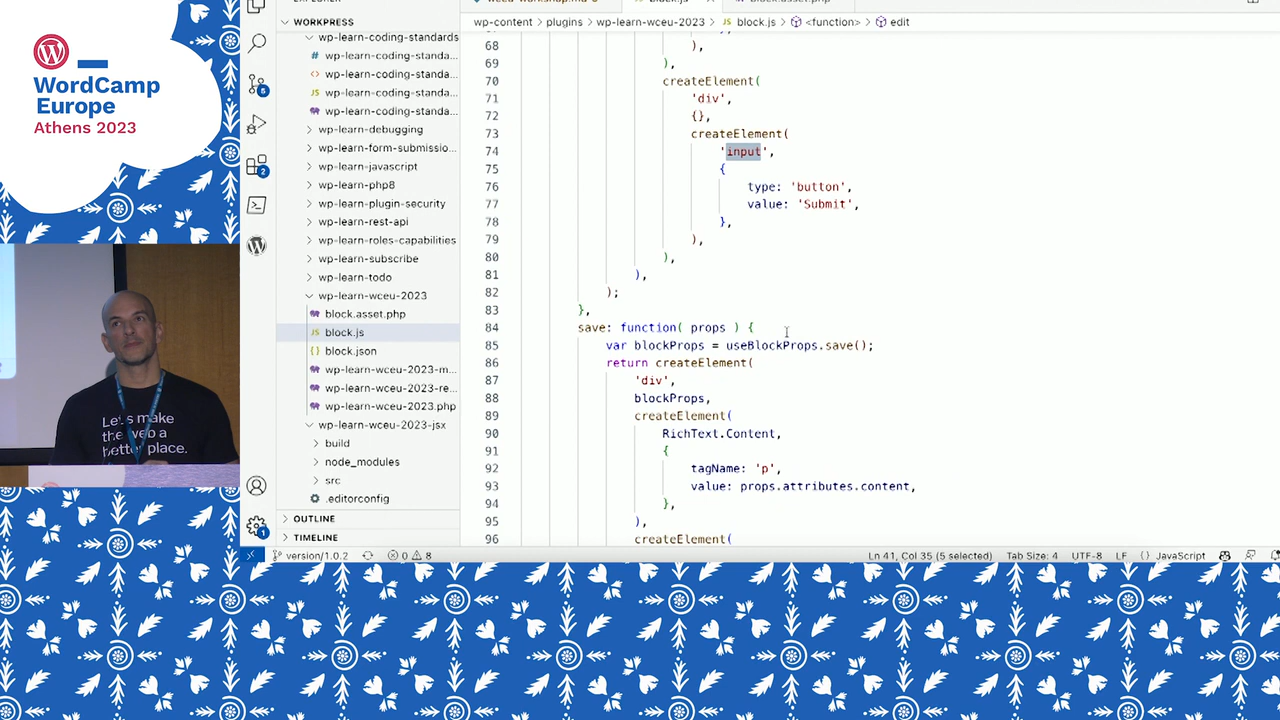 WordCamp
Europe
Athens 2023
Let's make
the web a
better place.
WORKPRESS
wp-learn-coding-standards
wp-learn-coding-standa...
wp-learn-coding-standa...
wp-learn-coding-standa...
wp-learn-coding-standa...
wp-learn-debugging
wp-learn-form-submissio...
wp-learn-javascript
wp-learn-php8
wp-learn-plugin-security
wp-learn-rest-api
wp-learn-roles-capabilities
wp-learn-subscribe
wp-learn-todo
wp-learn-wceu-2023
block.asset.php
block.js
block.json
wp-learn-wceu-2023-m...
wp-learn-wceu-2023-re...
wp-learn-wceu-2023.php
wp-learn-wceu-2023-jsx
build
node_modules
src
.editorconfig
OUTLINE
TIMELINE
wp-content > plugins > wp-learn-wceu-2023 > JS block.js > <function> > edit
68 ),
69 ),
70 createElement(
71 'div',
72 {},
73 createElement(
74 'input',
75 {
76 type: 'button',
77 value: 'Submit',
78 },
79 ),
80 ),
81 ),
82 );
83 },
84 save: function( props ) {
85 var blockProps = useBlockProps.save();
86 return createElement(
87 'div',
88 blockProps,
89 createElement(
90 RichText.Content,
91 {
92 tagName: 'p',
93 value: props.attributes.content,
94 },
95 ),
96 createElement(
version/1.0.2 0 8 Ln 41, Col 35 (5 selected) Tab Size: 4 UTF-8 LF {} JavaScript